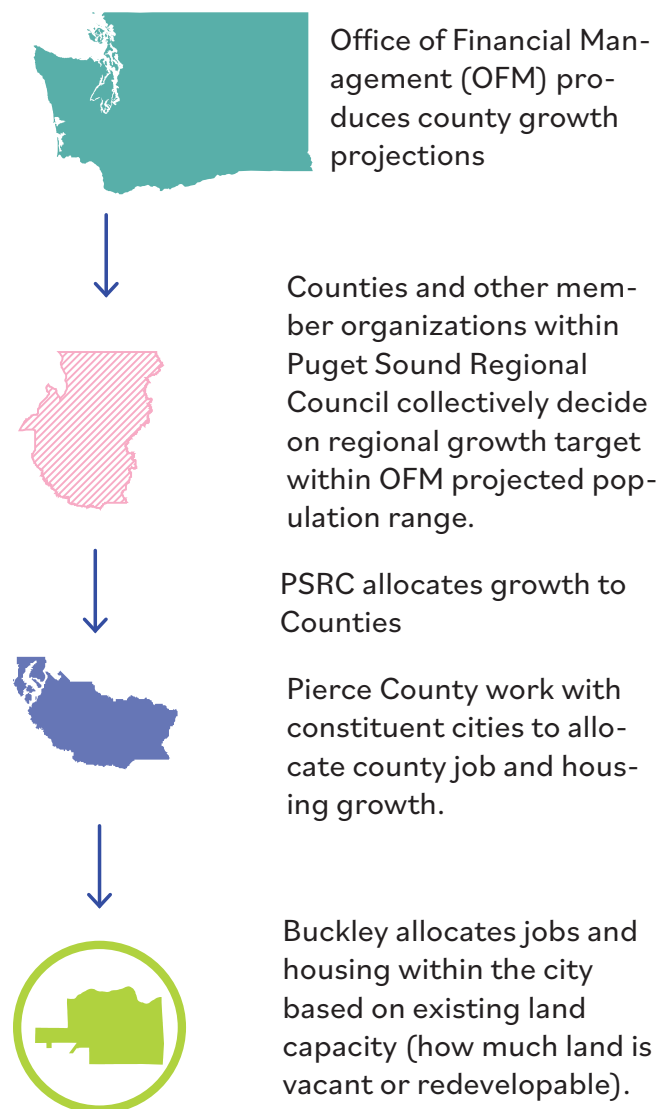 Office of Financial Man-
agement (OFM) pro-
duces county growth
projections
Counties and other mem-
ber organizations within
Puget Sound Regional
Council collectively decide
on regional growth target
within OFM projected pop-
ulation range.
PSRC allocates growth to
Counties
Pierce County work with
constituent cities to allo-
cate county job and hous-
ing growth.
Buckley allocates jobs and
housing within the city
based on existing land
capacity (how much land is
vacant or redevelopable).